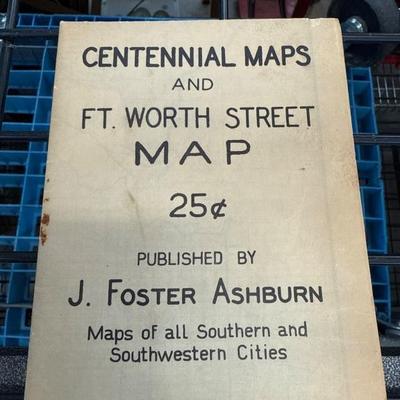 CENTENNIAL MAPS
AND
FT. WORTH STREET
MAP
25¢
PUBLISHED BY
J. FOSTER ASHBURN
Maps of all Southern and
Southwestern Cities